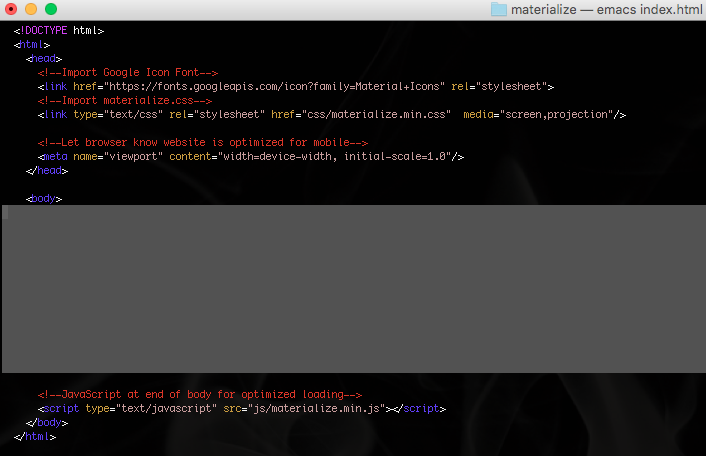 materialize — emacs index.html
<!DOCTYPE html>
<html>
<head>
<!--Import Google Icon Font-->
<link href="https://fonts.googleapis.com/icon?family=Material+Icons" rel="stylesheet">
<!--Import materialize.css-->
<link type="text/css" rel="stylesheet" href="css/materialize.min.css"  media="screen,projection"/>
<!--Let browser know website is optimized for mobile-->
<meta name="viewport" content="width=device-width, initial-scale=1.0"/>
</head>
<body>
<!--JavaScript at end of body for optimized loading-->
<script type="text/javascript" src="js/materialize.min.js"></script>
</body>
</html>